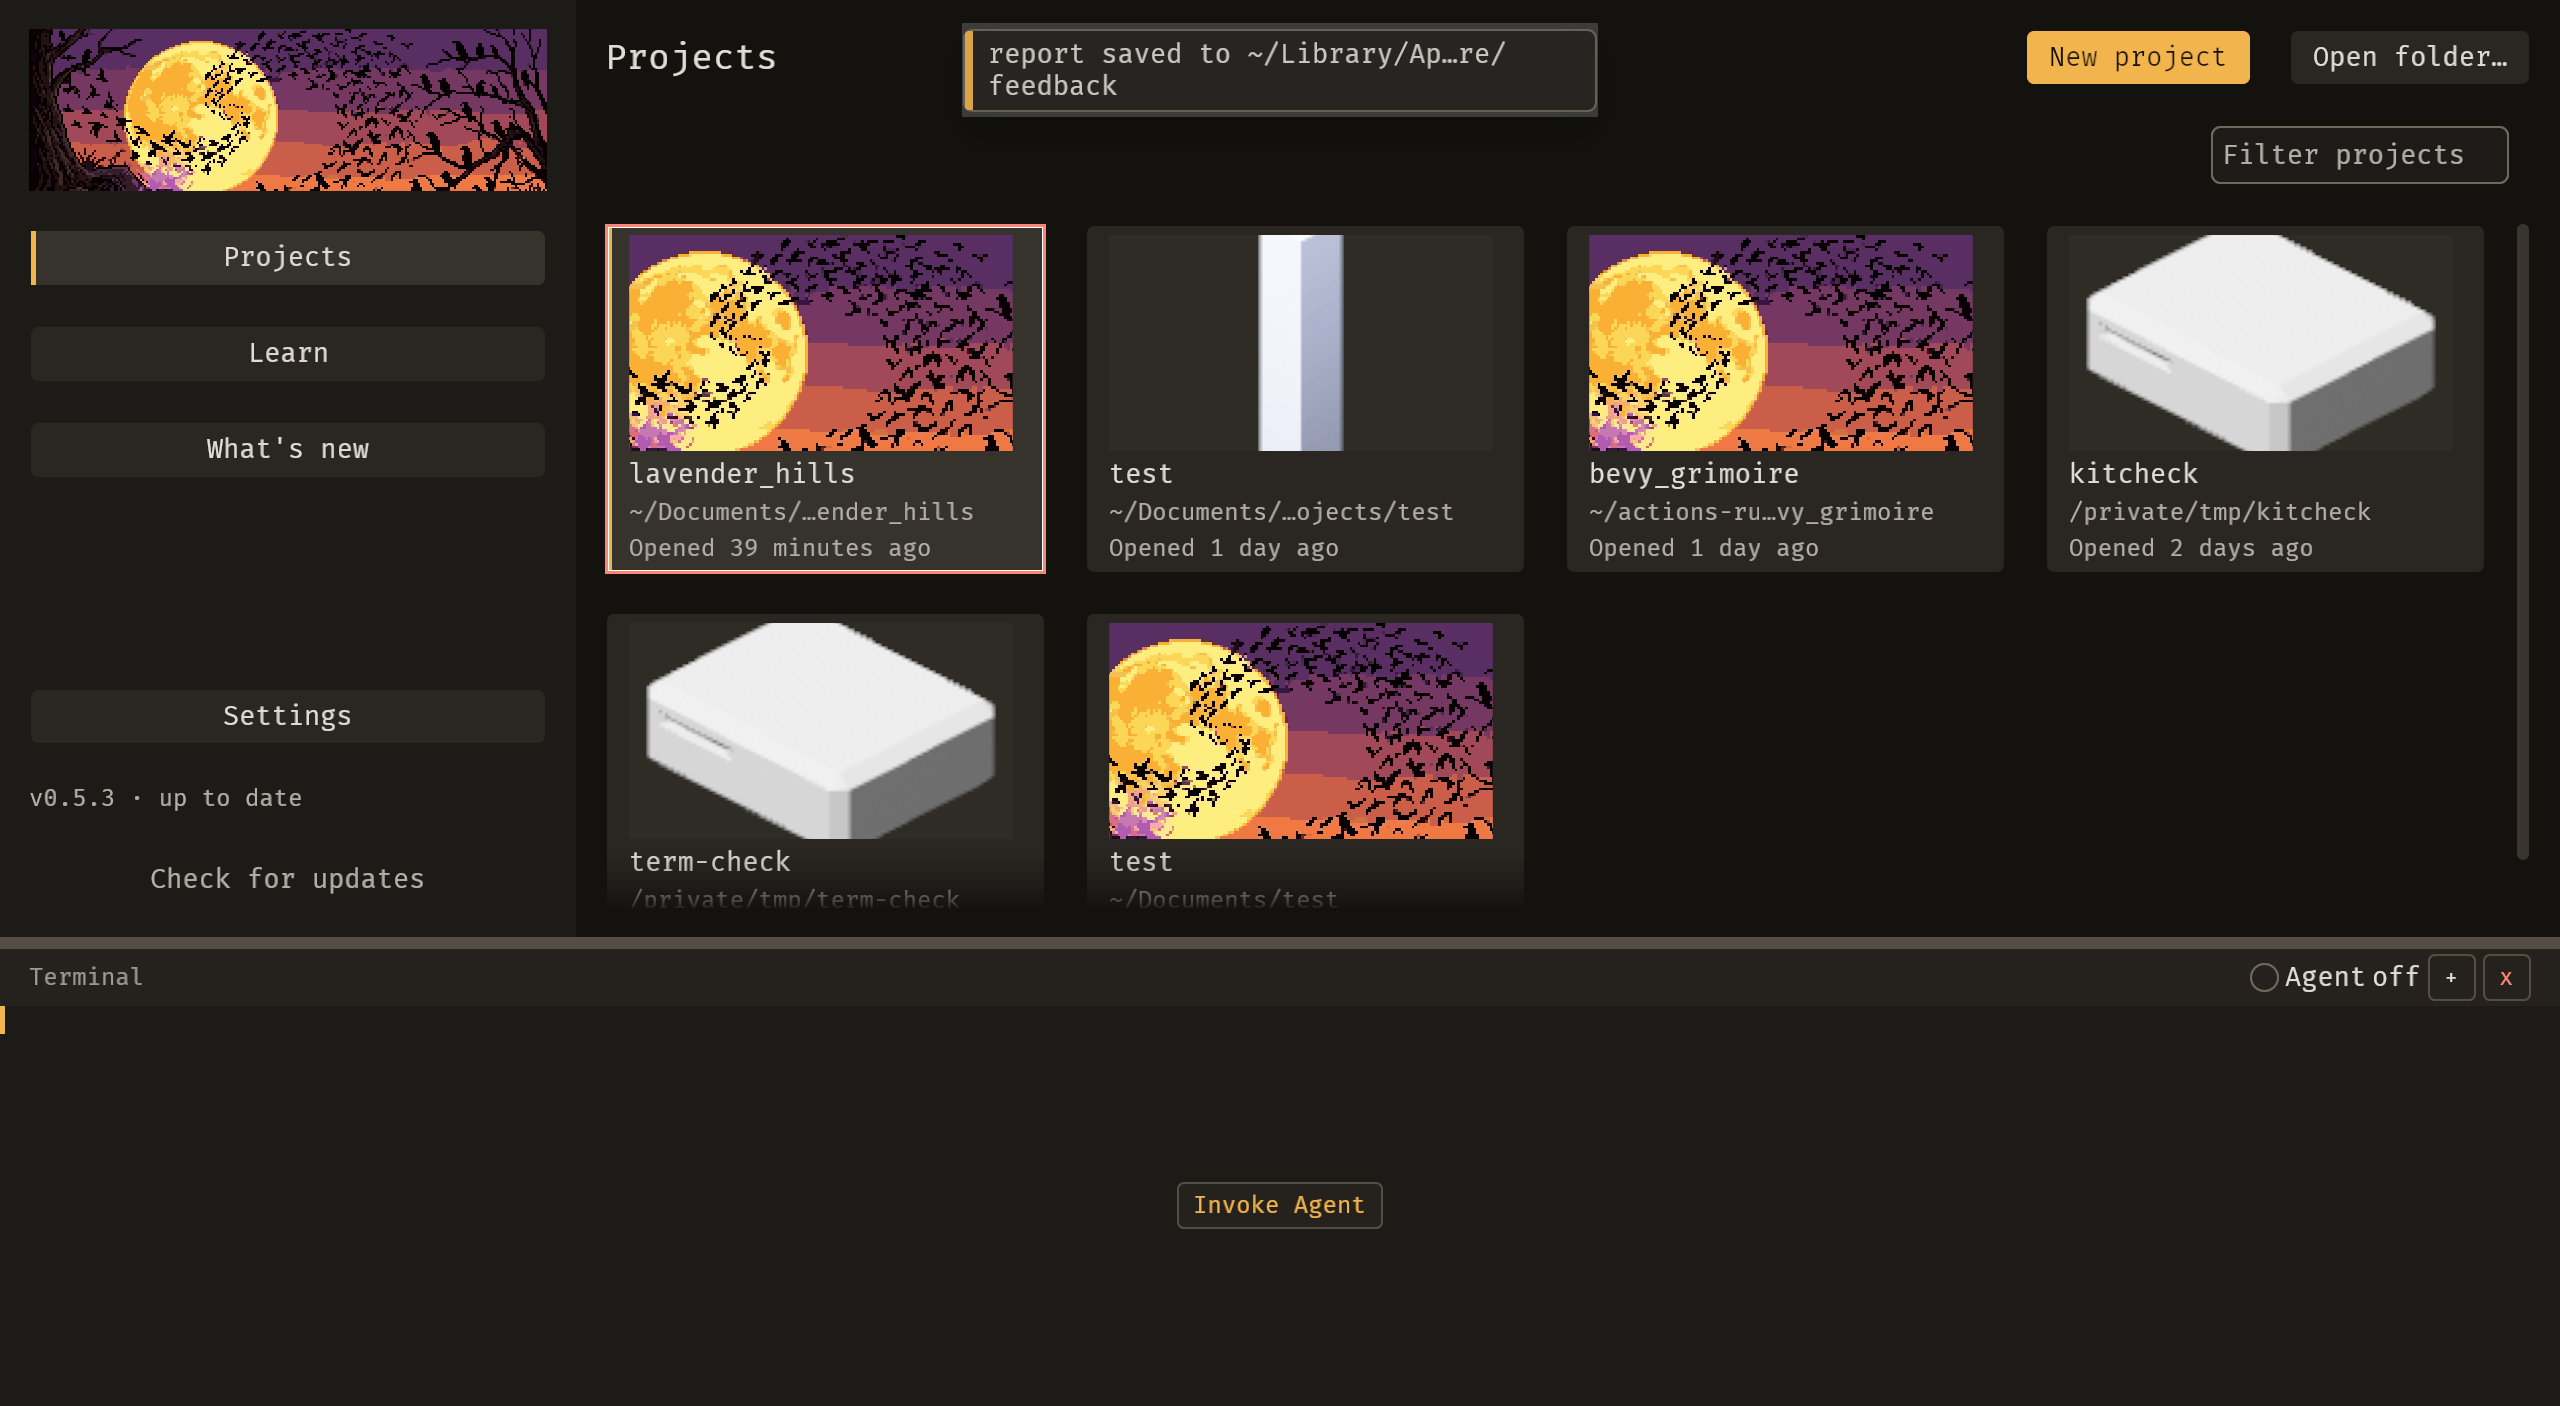 Projects
report saved to ~/Library/Ap…re/
feedback
New project
Open folder…
Filter projects
Projects
Learn
What's new
Settings
v0.5.3 · up to date
Check for updates
lavender_hills
~/Documents/…ender_hills
Opened 39 minutes ago
test
~/Documents/…ojects/test
Opened 1 day ago
bevy_grimoire
~/actions-ru…vy_grimoire
Opened 1 day ago
kitcheck
/private/tmp/kitcheck
Opened 2 days ago
term-check
/private/tmp/term-check
test
~/Documents/test
Terminal
Agent off
+
x
Invoke Agent